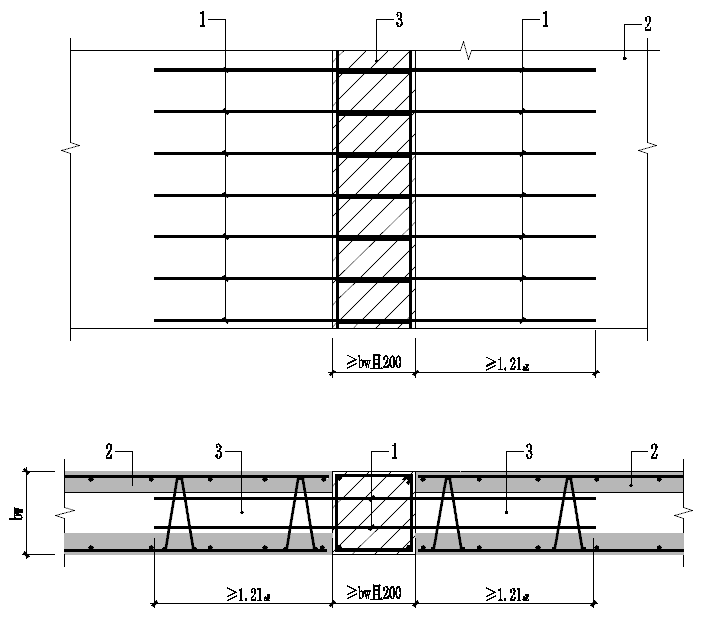 1 3 1 2
≥bw且200 ≥1.2laE
2 3 1 3 2
bw
≥1.2laE ≥bw且200 ≥1.2laE